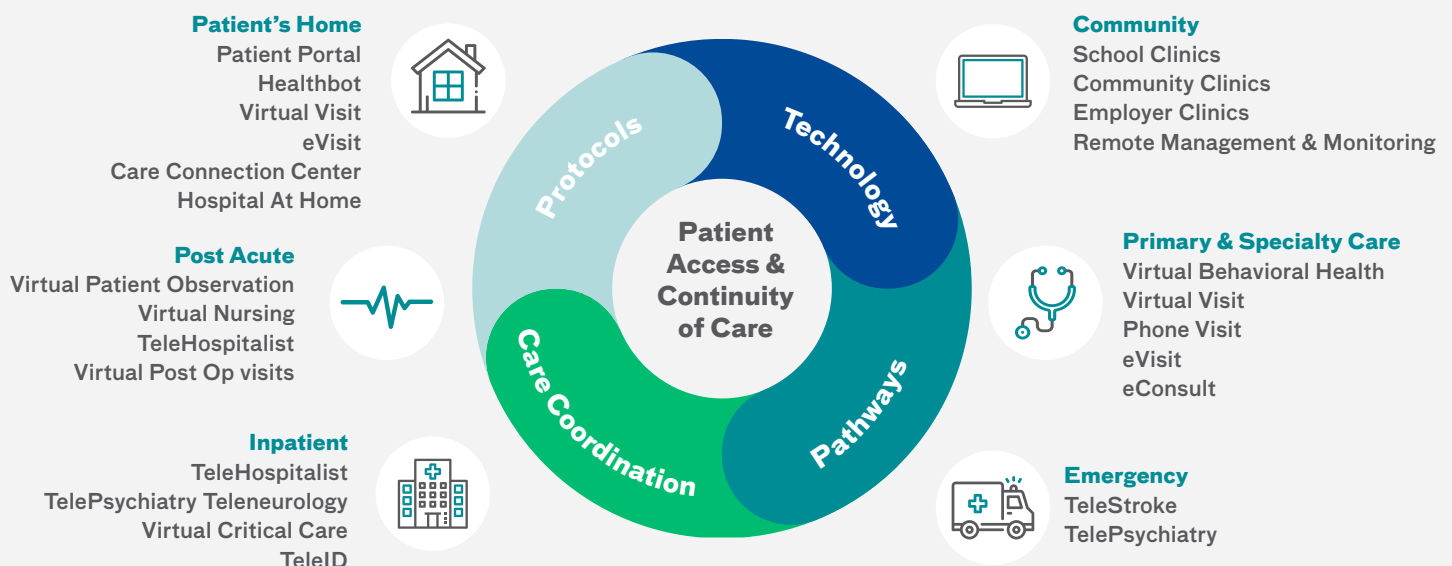 Patient's Home
Patient Portal
Healthbot
Virtual Visit
eVisit
Care Connection Center
Hospital At Home
Post Acute
Virtual Patient Observation
Virtual Nursing
TeleHospitalist
Virtual Post Op visits
Inpatient
TeleHospitalist
TelePsychiatry Teleneurology
Virtual Critical Care
TeleID
Protocols
Technology
Pathways
Care Coordination
Patient
Access &
Continuity
of Care
Community
School Clinics
Community Clinics
Employer Clinics
Remote Management & Monitoring
Primary & Specialty Care
Virtual Behavioral Health
Virtual Visit
Phone Visit
eVisit
eConsult
Emergency
TeleStroke
TelePsychiatry